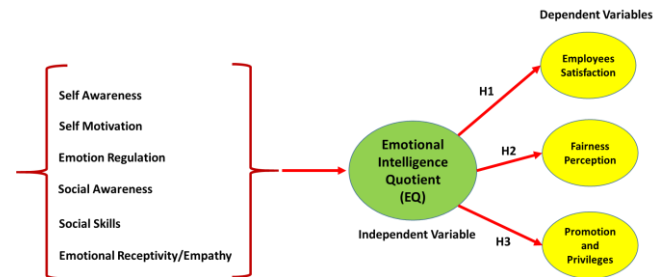 Dependent Variables
Self Awareness
Self Motivation
Emotion Regulation
Social Awareness
Social Skills
Emotional Receptivity/Empathy
Emotional
Intelligence
Quotient
(EQ)
Independent Variable
H1
H2
H3
Employees
Satisfaction
Fairness
Perception
Promotion
and
Privileges